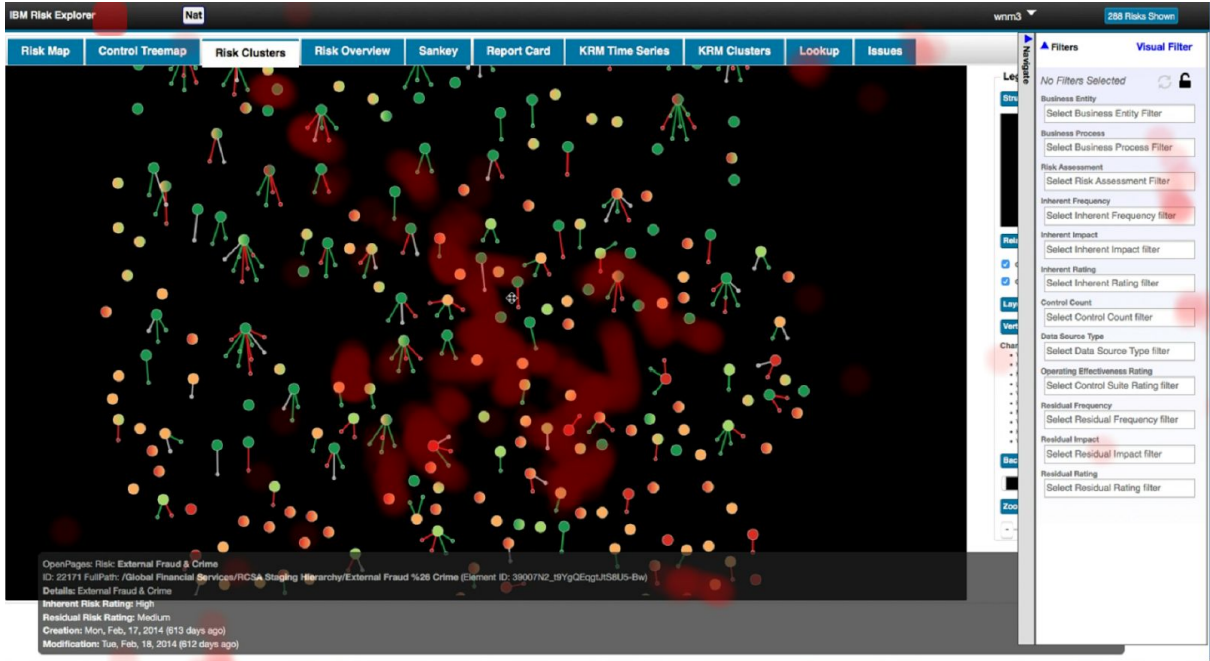 IBM Risk Explo
Nat
wnm3
288 Risks Shown
Risk Map
Control Treemap
Risk Clusters
Risk Overview
Sankey
Report Card
KRM Time Series
KRM Clusters
Lookup
Issues
Navigate
Filters
Visual Filter
No Filters Selected
Business Entity
Select Business Entity Filter
Business Process
Select Business Process Filter
Risk Assessment
Select Risk Assessment Filter
Inherent Frequency
Select Inherent Frequency filter
Inherent Impact
Select Inherent Impact filter
Inherent Rating
Select Inherent Rating filter
Control Count
Select Control Count filter
Data Source Type
Select Data Source Type filter
Operating Effectiveness Rating
Select Control Suite Rating filter
Residual Frequency
Select Residual Frequency filter
Residual Impact
Select Residual Impact filter
Residual Rating
Select Residual Rating filter
OpenPages: Risk: External Fraud & Crime
ID: 22171 FullPath: /Global Financial Services/RCSA Staging Hierarchy/External Fraud %26 Crime (Element ID: 39007N2_t9YgQEqgtJtS8U5-Bw)
Details: External Fraud & Crime
Inherent Risk Rating: High
Residual Risk Rating: Medium
Creation: Mon, Feb, 17, 2014 (613 days ago)
Modification: Tue, Feb, 18, 2014 (612 days ago)